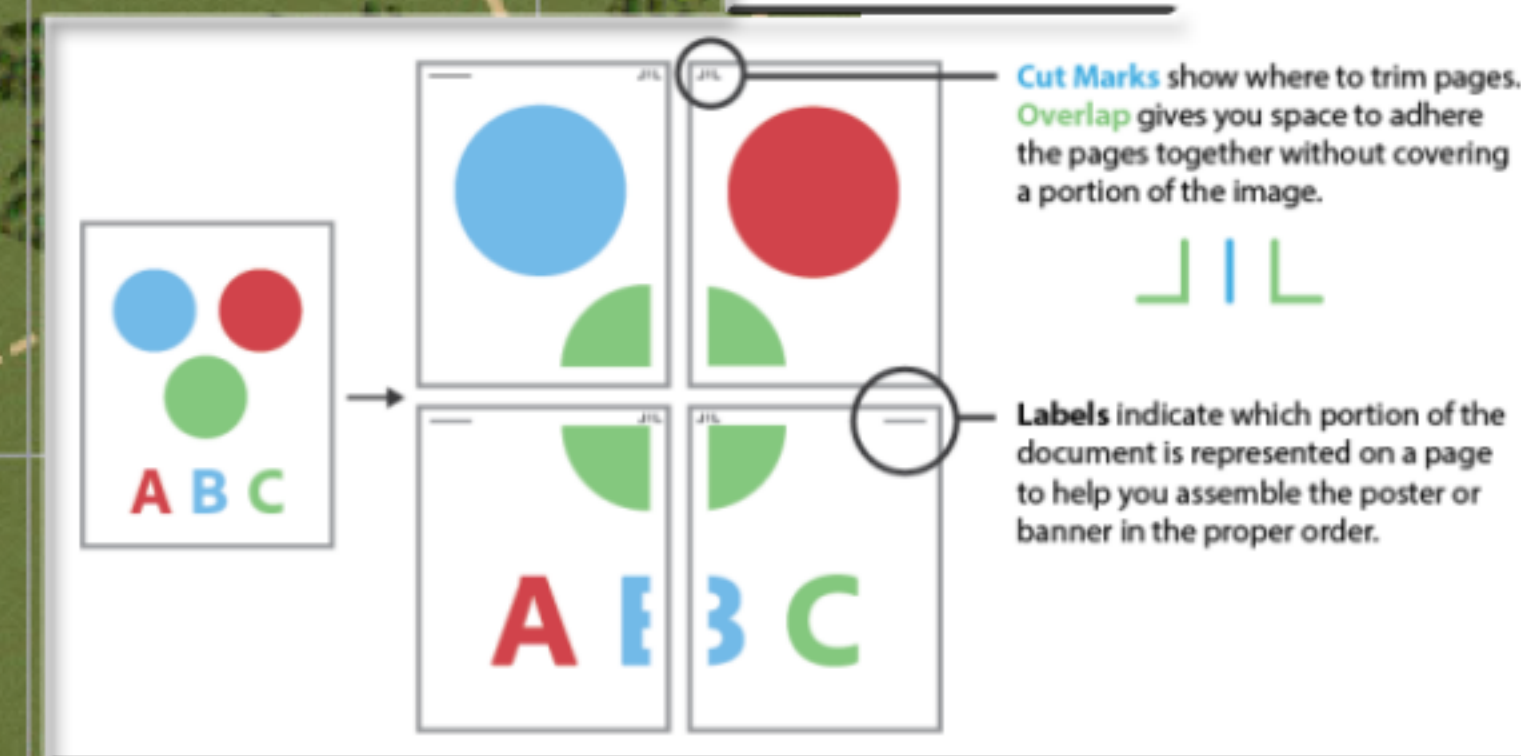 Cut Marks show where to trim pages.
Overlap gives you space to adhere
the pages together without covering
a portion of the image.
A B C
Labels indicate which portion of the
document is represented on a page
to help you assemble the poster or
banner in the proper order.
A B
B C